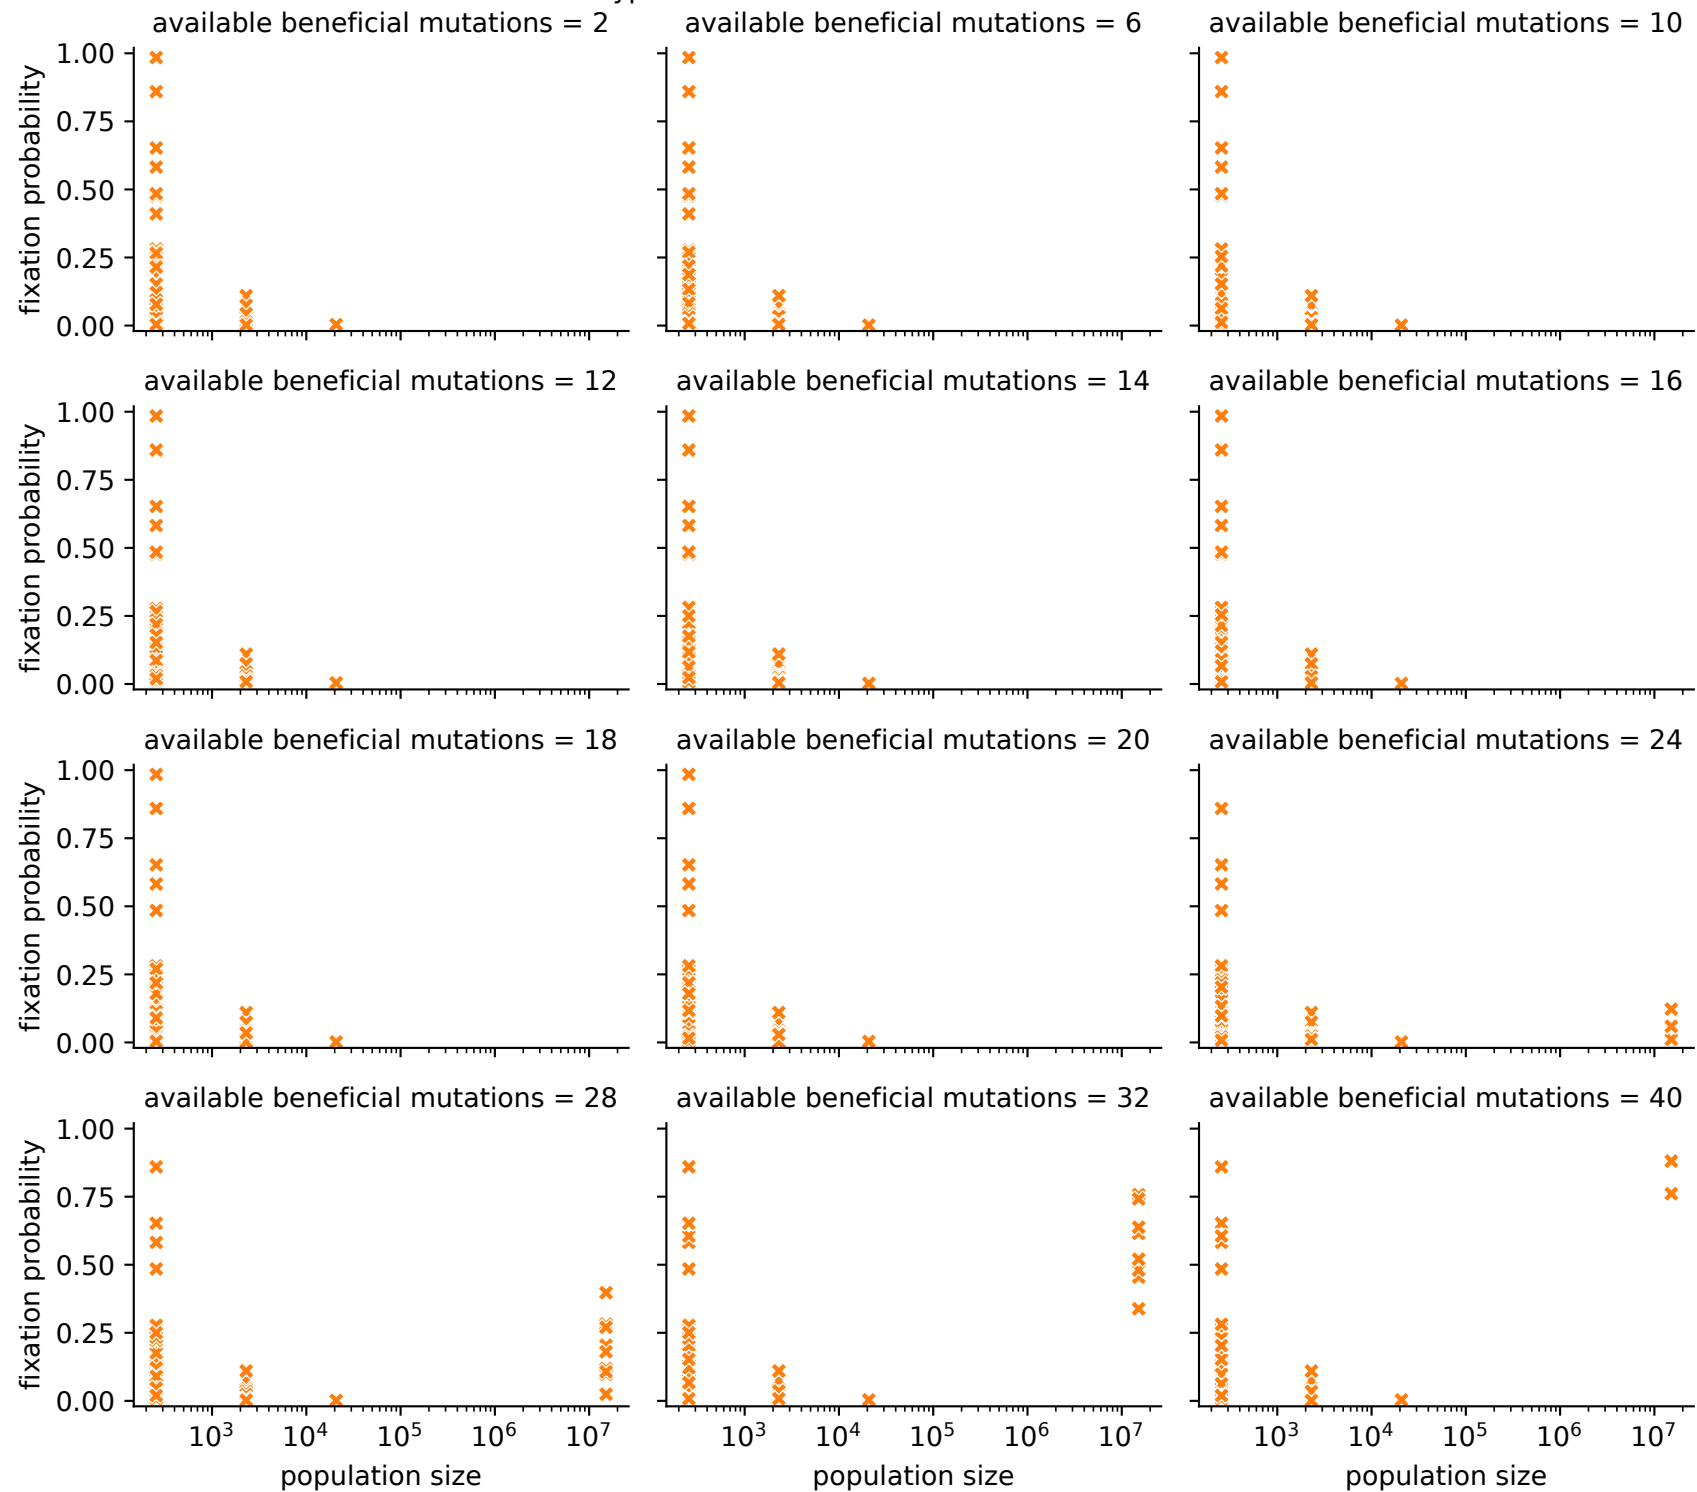 available beneficial mutations = 2
available beneficial mutations = 6
available beneficial mutations = 10
fixation probability
1.00
0.75
0.50
0.25
0.00
available beneficial mutations = 12
available beneficial mutations = 14
available beneficial mutations = 16
fixation probability
1.00
0.75
0.50
0.25
0.00
available beneficial mutations = 18
available beneficial mutations = 20
available beneficial mutations = 24
fixation probability
1.00
0.75
0.50
0.25
0.00
available beneficial mutations = 28
available beneficial mutations = 32
available beneficial mutations = 40
fixation probability
1.00
0.75
0.50
0.25
0.00
10³ 10⁴ 10⁵ 10⁶ 10⁷
10³ 10⁴ 10⁵ 10⁶ 10⁷
10³ 10⁴ 10⁵ 10⁶ 10⁷
population size
population size
population size